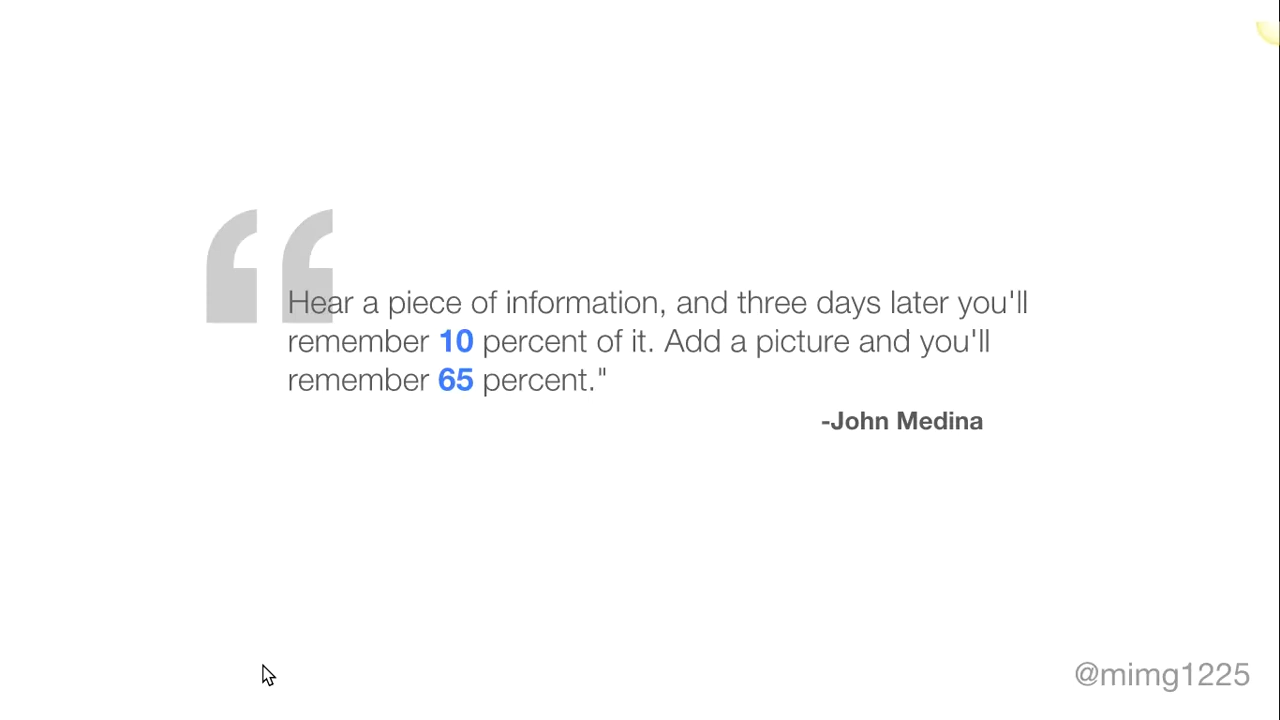 “
Hear a piece of information, and three days later you'll
remember 10 percent of it. Add a picture and you'll
remember 65 percent."
-John Medina
@mimg1225